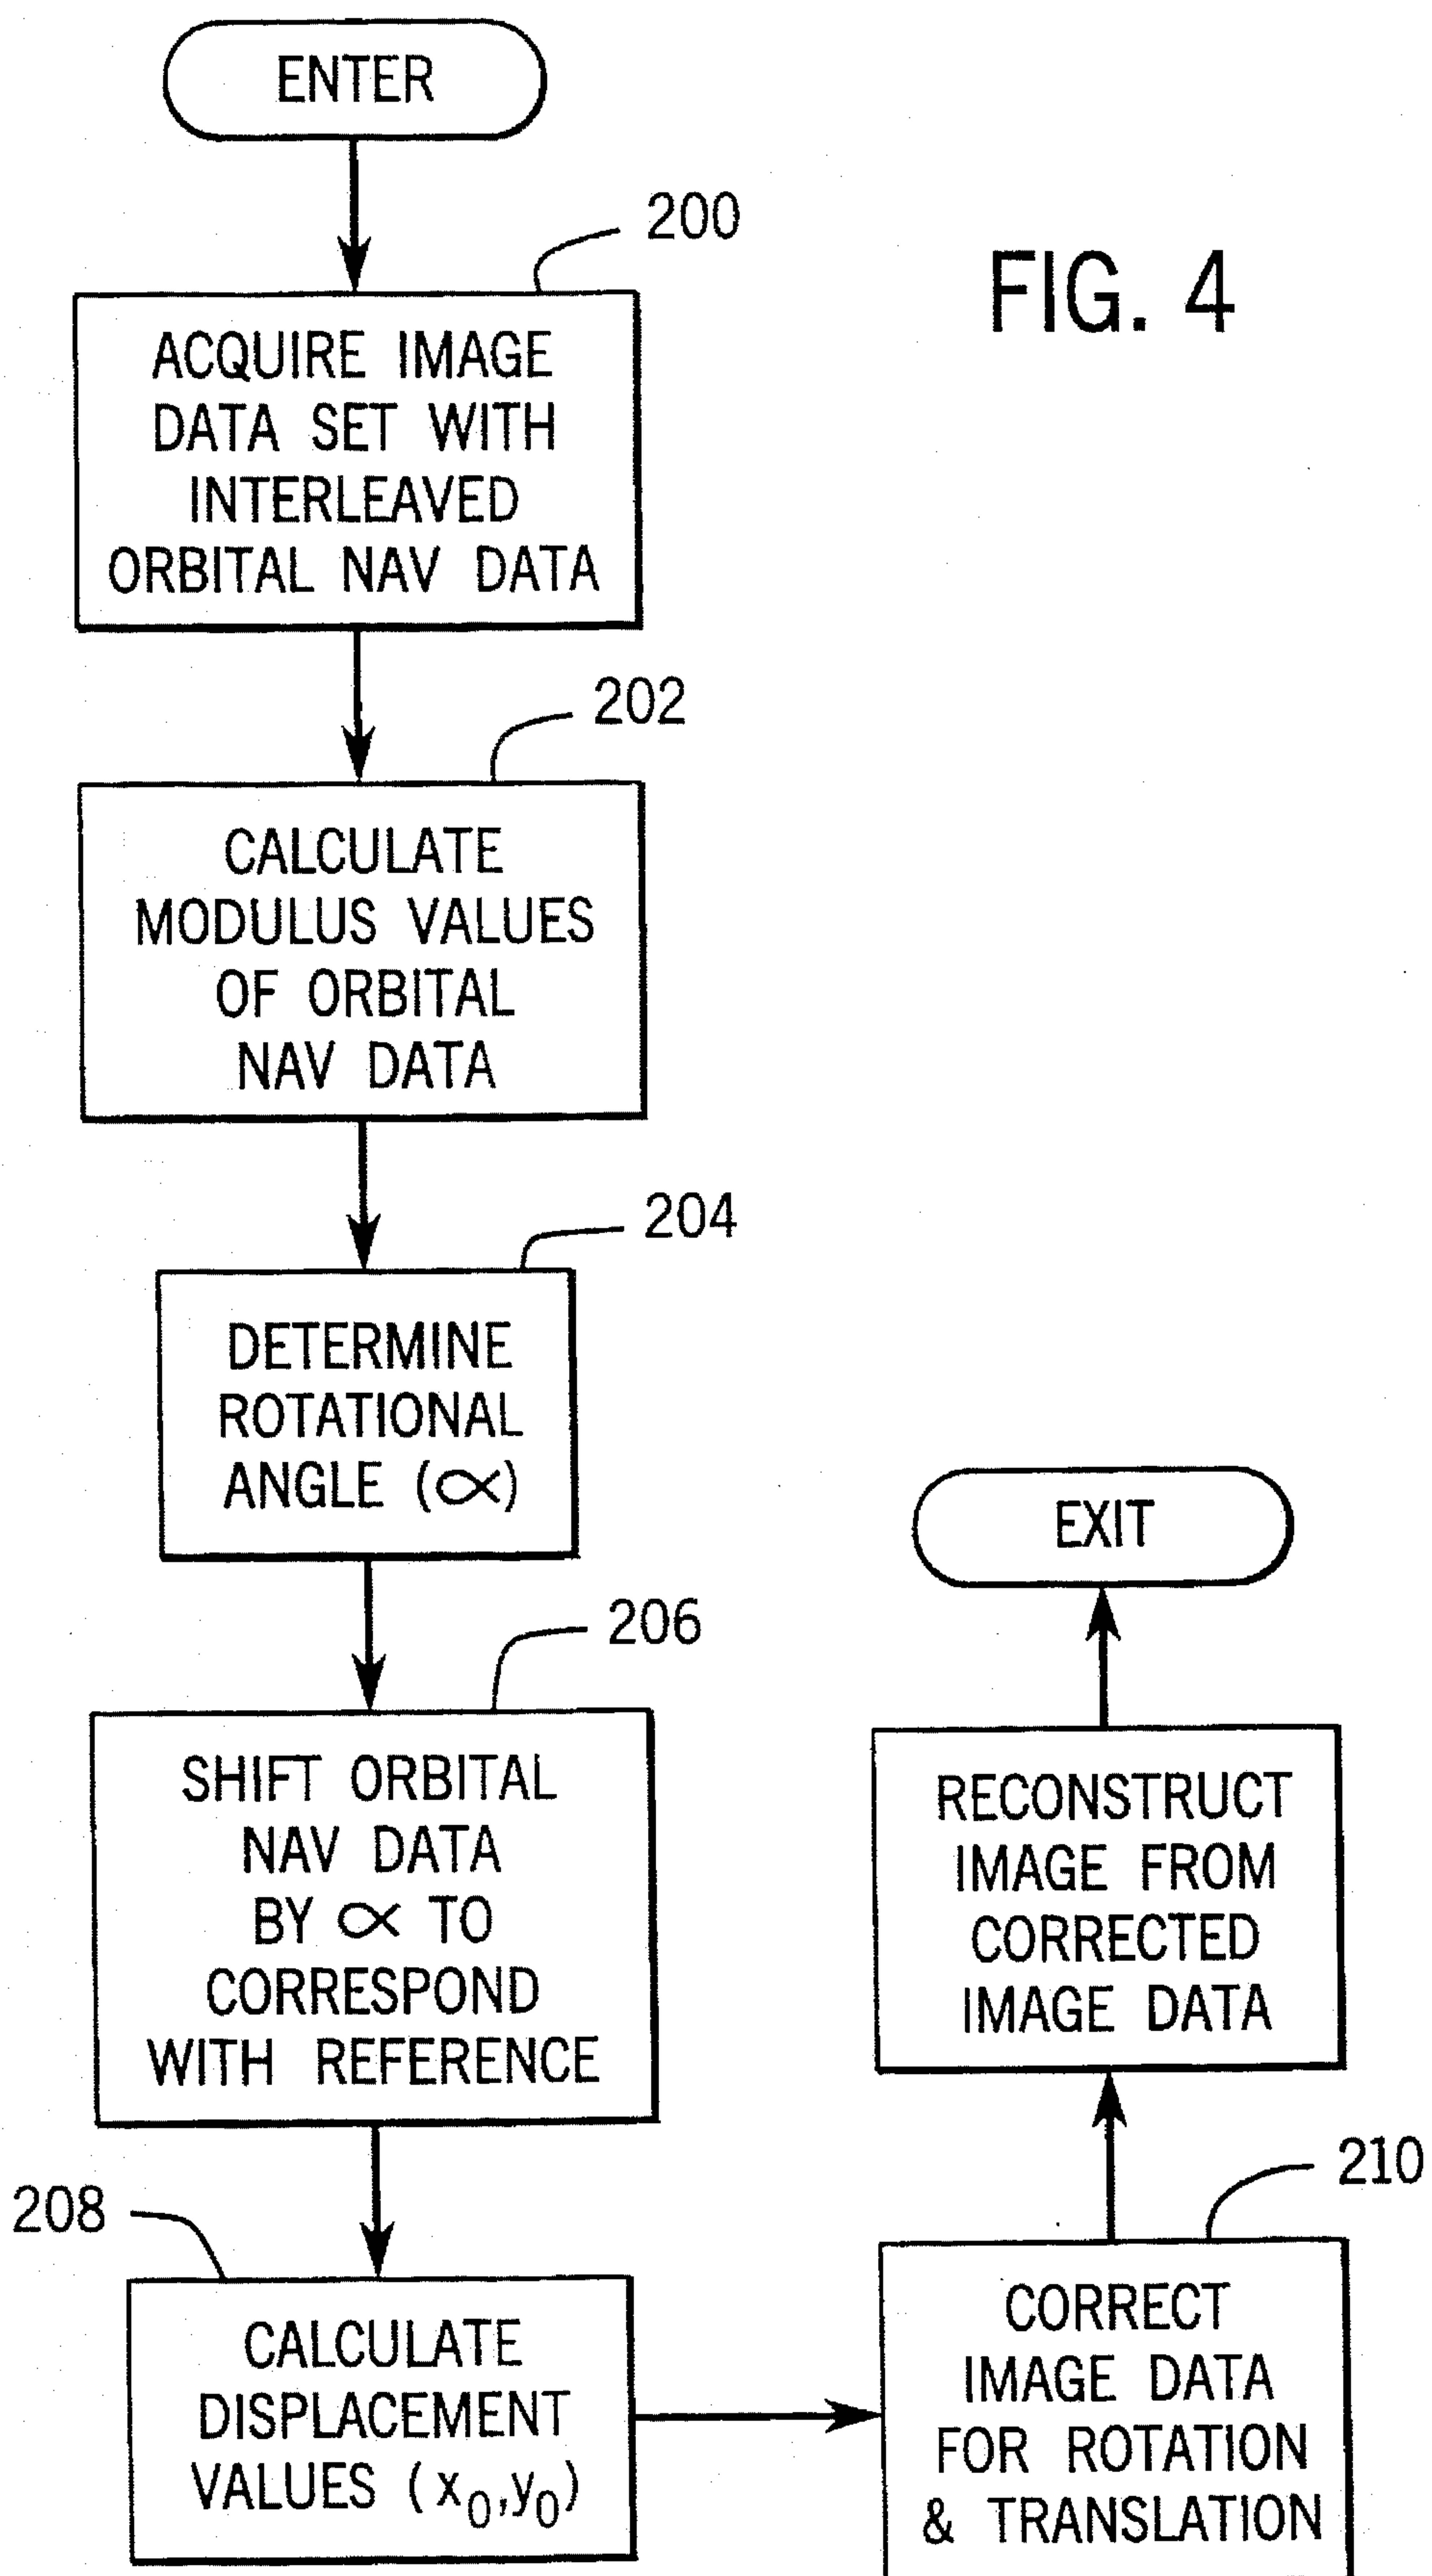 ENTER
200
FIG. 4
ACQUIRE IMAGE
DATA SET WITH
INTERLEAVED
ORBITAL NAV DATA
202
CALCULATE
MODULUS VALUES
OF ORBITAL
NAV DATA
204
DETERMINE
ROTATIONAL
ANGLE (∝)
206
SHIFT ORBITAL
NAV DATA
BY ∝ TO
CORRESPOND
WITH REFERENCE
208
CALCULATE
DISPLACEMENT
VALUES (x₀,y₀)
210
CORRECT
IMAGE DATA
FOR ROTATION
& TRANSLATION
RECONSTRUCT
IMAGE FROM
CORRECTED
IMAGE DATA
EXIT